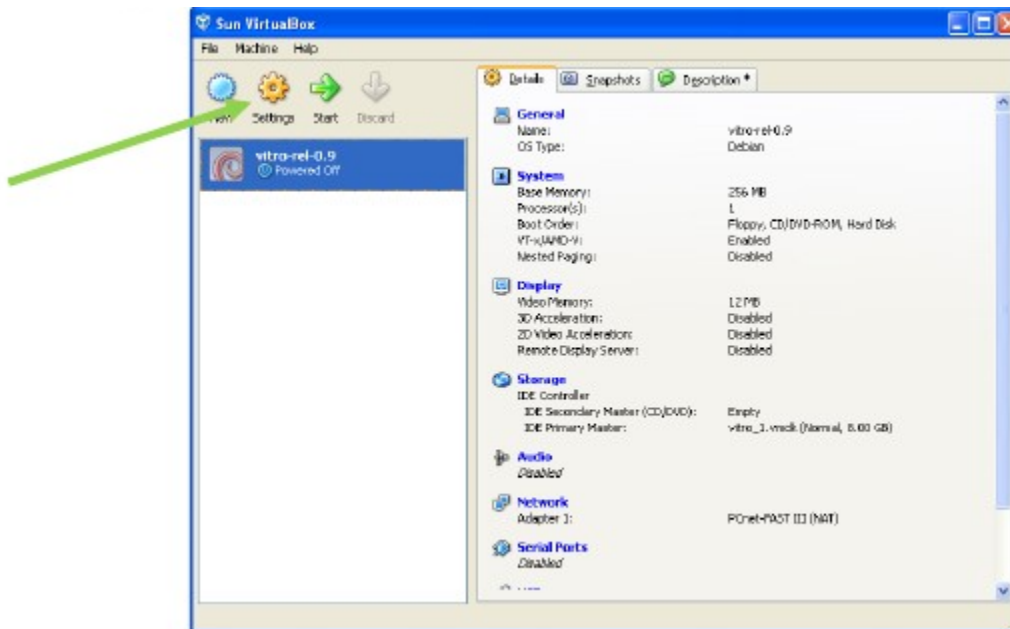 Sun VirtualBox
File Machine Help
New Settings Start Discard
vitro-rel-0.9
Powered Off
Details Snapshots Description *
General
Name: vitro-rel-0.9
OS Type: Debian
System
Base Memory: 256 MB
Processor(s): 1
Boot Order: Floppy, CD/DVD-ROM, Hard Disk
VT-x/AMD-V: Enabled
Nested Paging: Disabled
Display
Video Memory: 12 MB
3D Acceleration: Disabled
2D Video Acceleration: Disabled
Remote Display Server: Disabled
Storage
IDE Controller
IDE Secondary Master (CD/DVD): Empty
IDE Primary Master: vitro_1.vmdk (Normal, 8.00 GB)
Audio
Disabled
Network
Adapter 1: PCnet-FAST III (NAT)
Serial Ports
Disabled